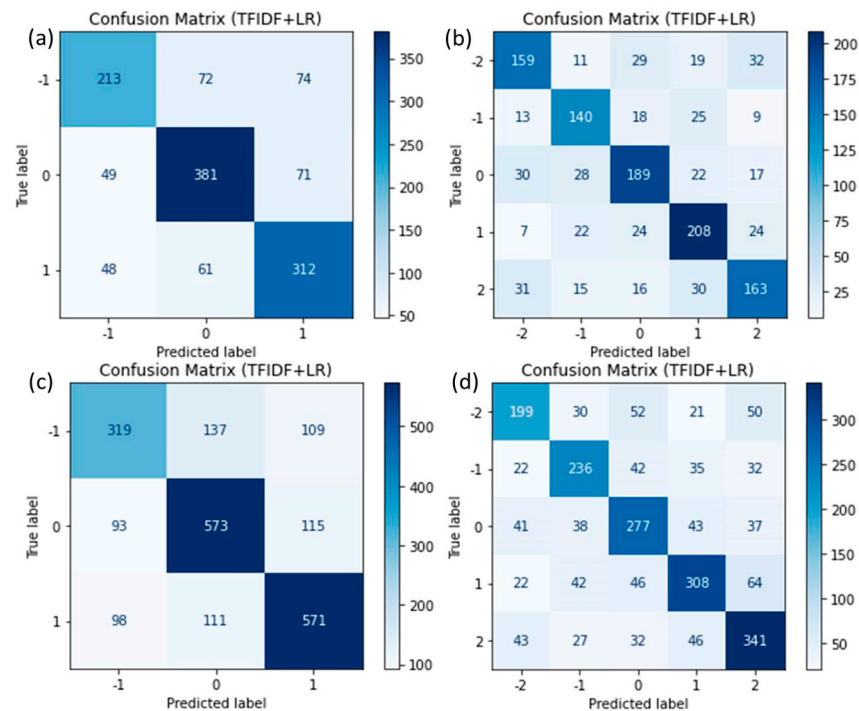 (a)
Confusion Matrix (TFIDF+LR)
True label
-1 213 72 74
0 49 381 71
1 48 61 312
-1 0 1
Predicted label
350
300
250
200
150
100
50
(b)
Confusion Matrix (TFIDF+LR)
True label
-2 159 11 29 19 32
-1 13 140 18 25 9
0 30 28 189 22 17
1 7 22 24 208 24
2 31 15 16 30 163
-2 -1 0 1 2
Predicted label
200
175
150
125
100
75
50
25
(c)
Confusion Matrix (TFIDF+LR)
True label
-1 319 137 109
0 93 573 115
1 98 111 571
-1 0 1
Predicted label
500
400
300
200
100
(d)
Confusion Matrix (TFIDF+LR)
True label
-2 199 30 52 21 50
-1 22 236 42 35 32
0 41 38 277 43 37
1 22 42 46 308 64
2 43 27 32 46 341
-2 -1 0 1 2
Predicted label
300
250
200
150
100
50